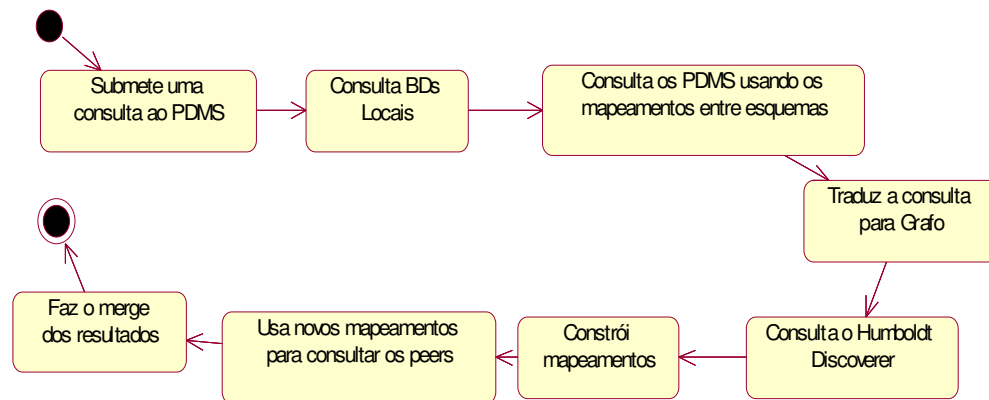 Submete uma
consulta ao PDMS
Consulta BDs
Locais
Consulta os PDMS usando os
mapeamentos entre esquemas
Traduz a consulta
para Grafo
Consulta o Humboldt
Discoverer
Constrói
mapeamentos
Usa novos mapeamentos
para consultar os peers
Faz o merge
dos resultados